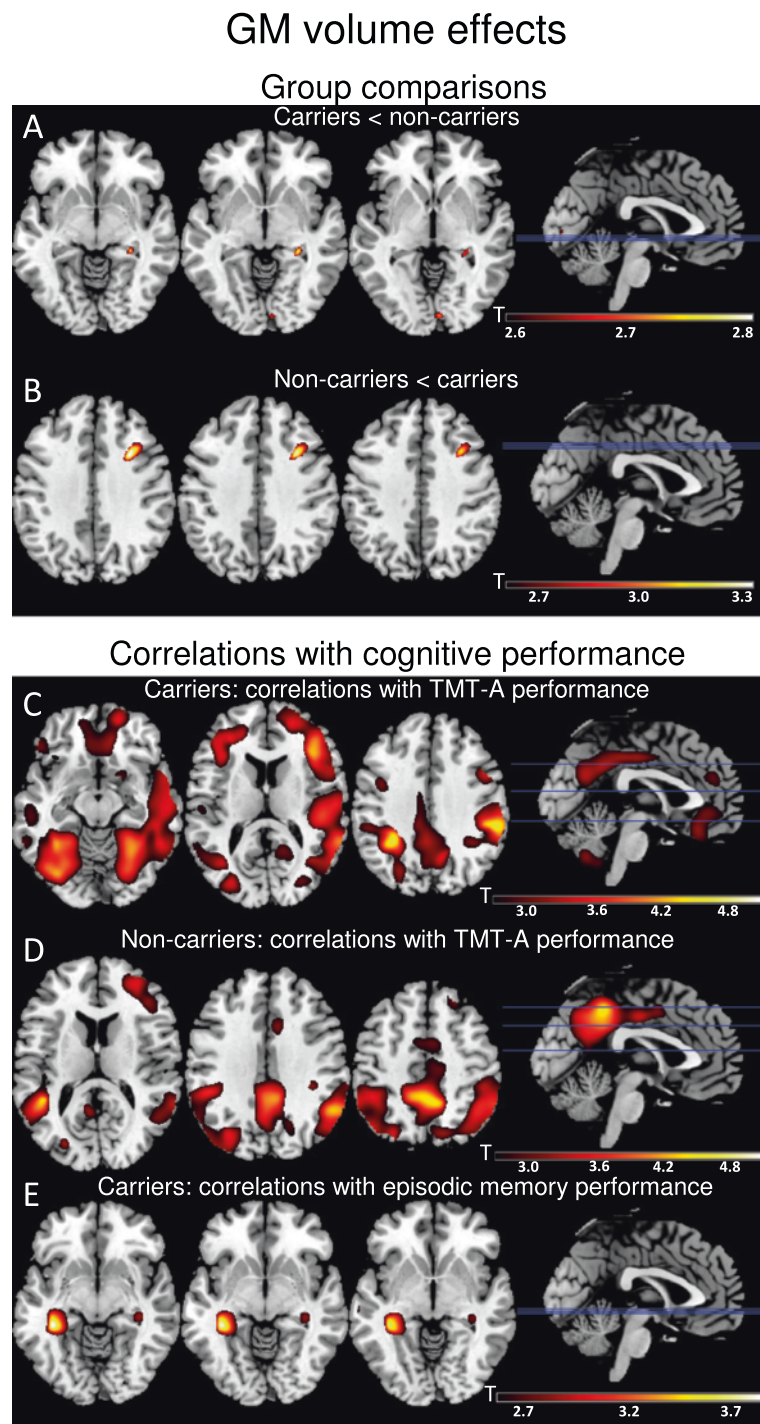 GM volume effects
Group comparisons
A
Carriers < non-carriers
T
2.6 2.7 2.8
B
Non-carriers < carriers
T
2.7 3.0 3.3
Correlations with cognitive performance
C
Carriers: correlations with TMT-A performance
T
3.0 3.6 4.2 4.8
D
Non-carriers: correlations with TMT-A performance
T
3.0 3.6 4.2 4.8
E
Carriers: correlations with episodic memory performance
T
2.7 3.2 3.7